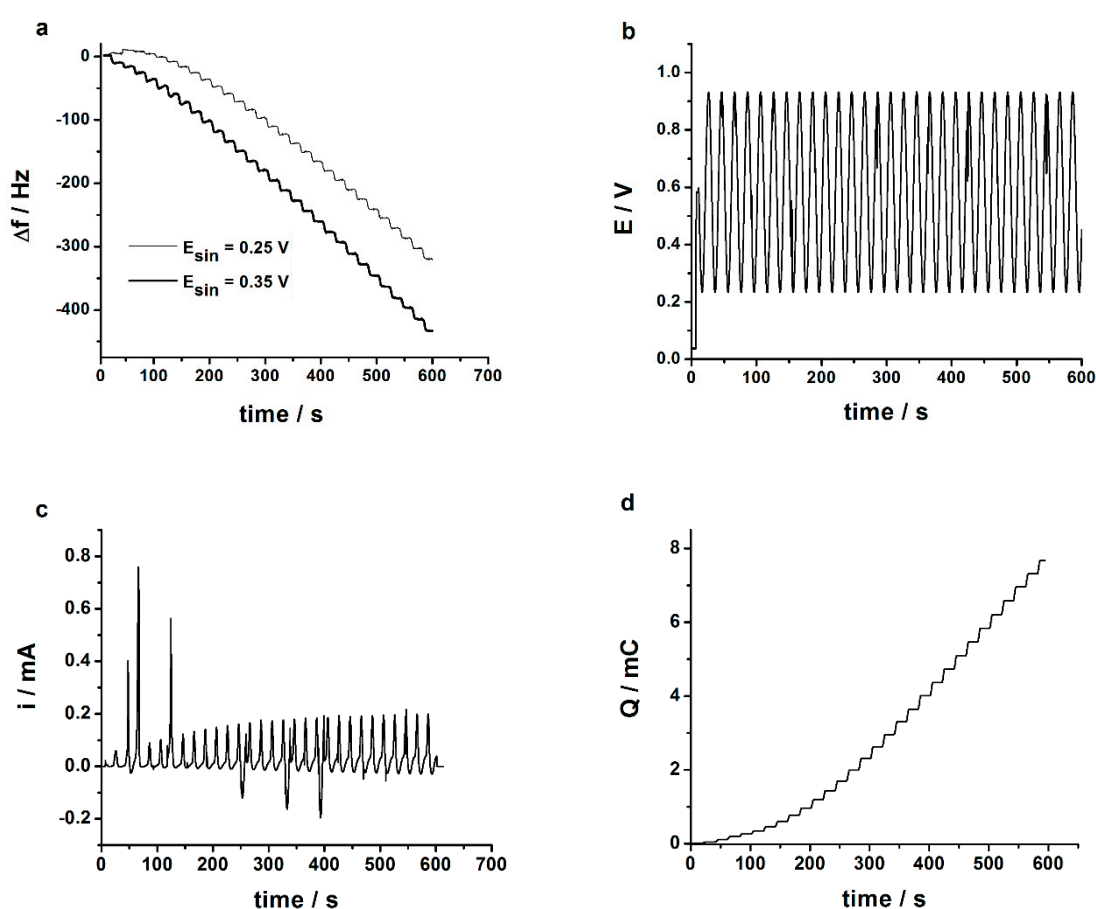 a
0
-100
-200
-300
-400
Δf / Hz
E_sin = 0.25 V
E_sin = 0.35 V
0 100 200 300 400 500 600 700
time / s
b
1.0
0.8
0.6
0.4
0.2
0.0
E / V
0 100 200 300 400 500 600
time / s
c
0.8
0.6
0.4
0.2
0.0
-0.2
i / mA
0 100 200 300 400 500 600 700
time / s
d
8
6
4
2
0
Q / mC
0 100 200 300 400 500 600
time / s